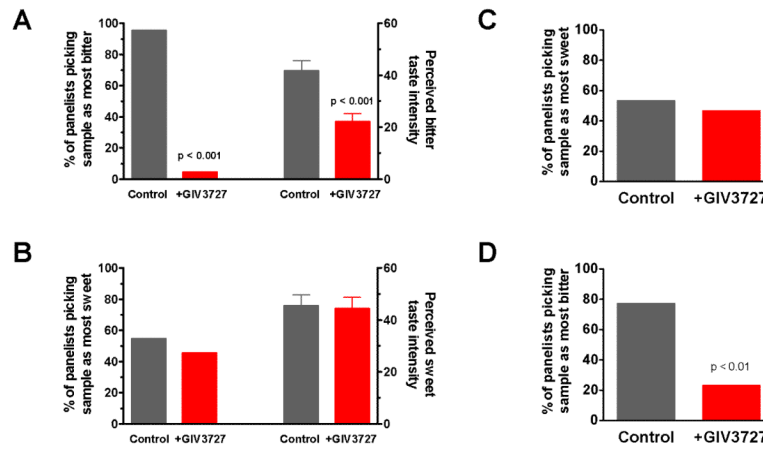 A
% of panelists picking
sample as most bitter
100
80
60
40
20
0
p < 0.001
p < 0.001
60
40
20
0
Perceived bitter
taste intensity
Control +GIV3727
Control +GIV3727
B
% of panelists picking
sample as most sweet
100
80
60
40
20
0
60
40
20
0
Perceived sweet
taste intensity
Control +GIV3727
Control +GIV3727
C
% of panelists picking
sample as most sweet
100
80
60
40
20
0
Control +GIV3727
D
% of panelists picking
sample as most bitter
100
80
60
40
20
0
p < 0.01
Control +GIV3727